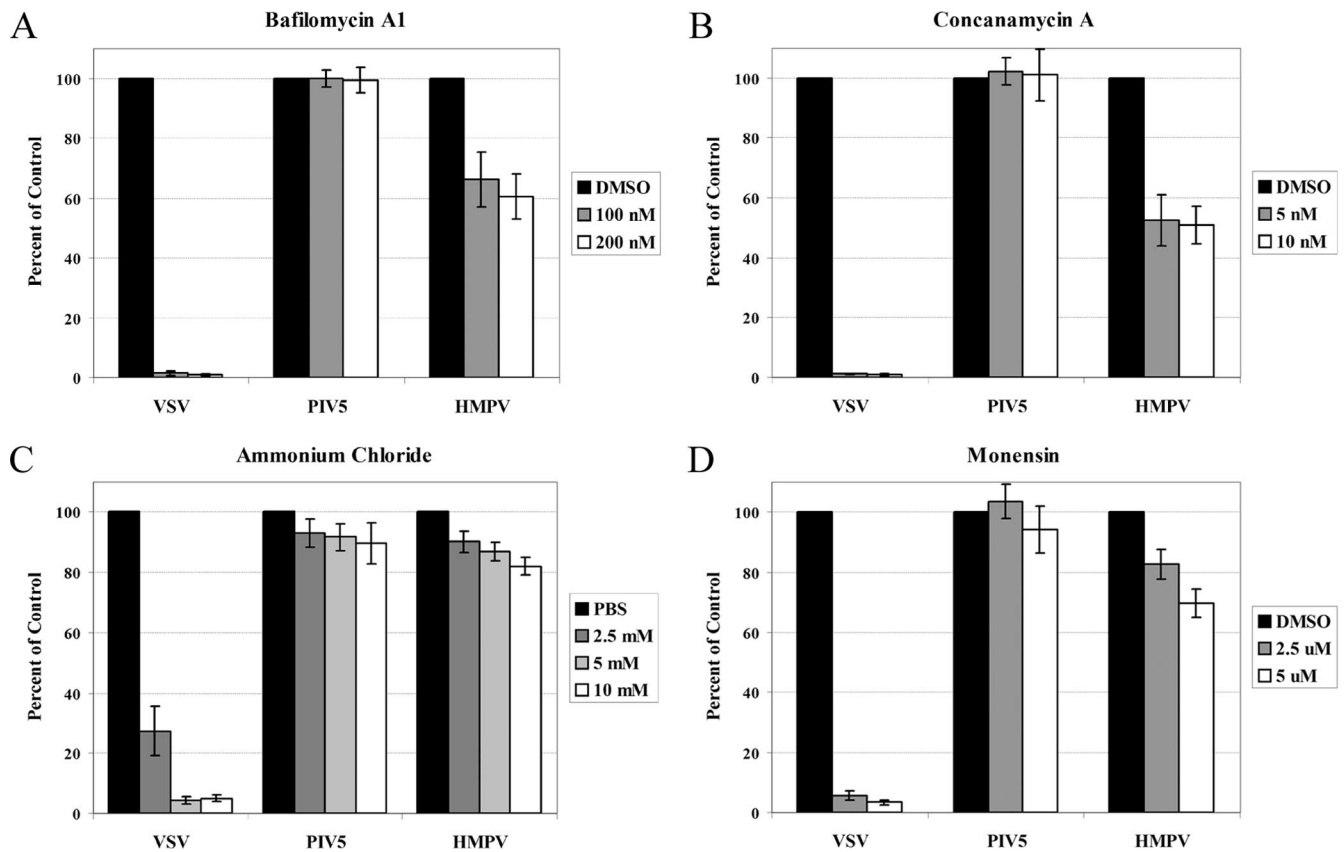 A
Bafilomycin A1
Percent of Control
100
80
60
40
20
0
VSV PIV5 HMPV
DMSO
100 nM
200 nM
B
Concanamycin A
Percent of Control
100
80
60
40
20
0
VSV PIV5 HMPV
DMSO
5 nM
10 nM
C
Ammonium Chloride
Percent of Control
100
80
60
40
20
0
VSV PIV5 HMPV
PBS
2.5 mM
5 mM
10 mM
D
Monensin
Percent of Control
100
80
60
40
20
0
VSV PIV5 HMPV
DMSO
2.5 uM
5 uM